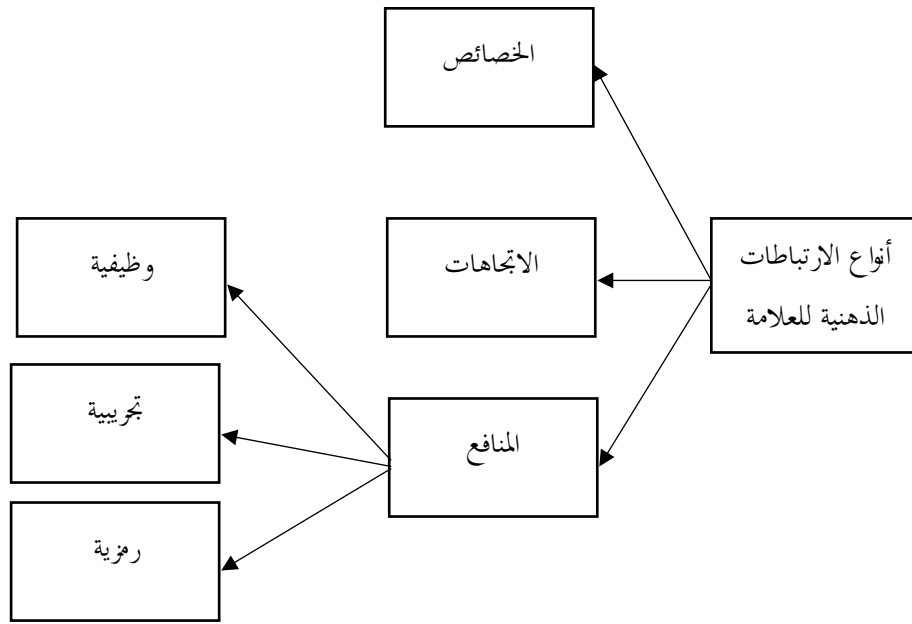 الخصائص
أنواع الارتباطات
الذهنية للعلامة
الاتجاهات
وظيفية
المنافع
تجريبية
رمزية